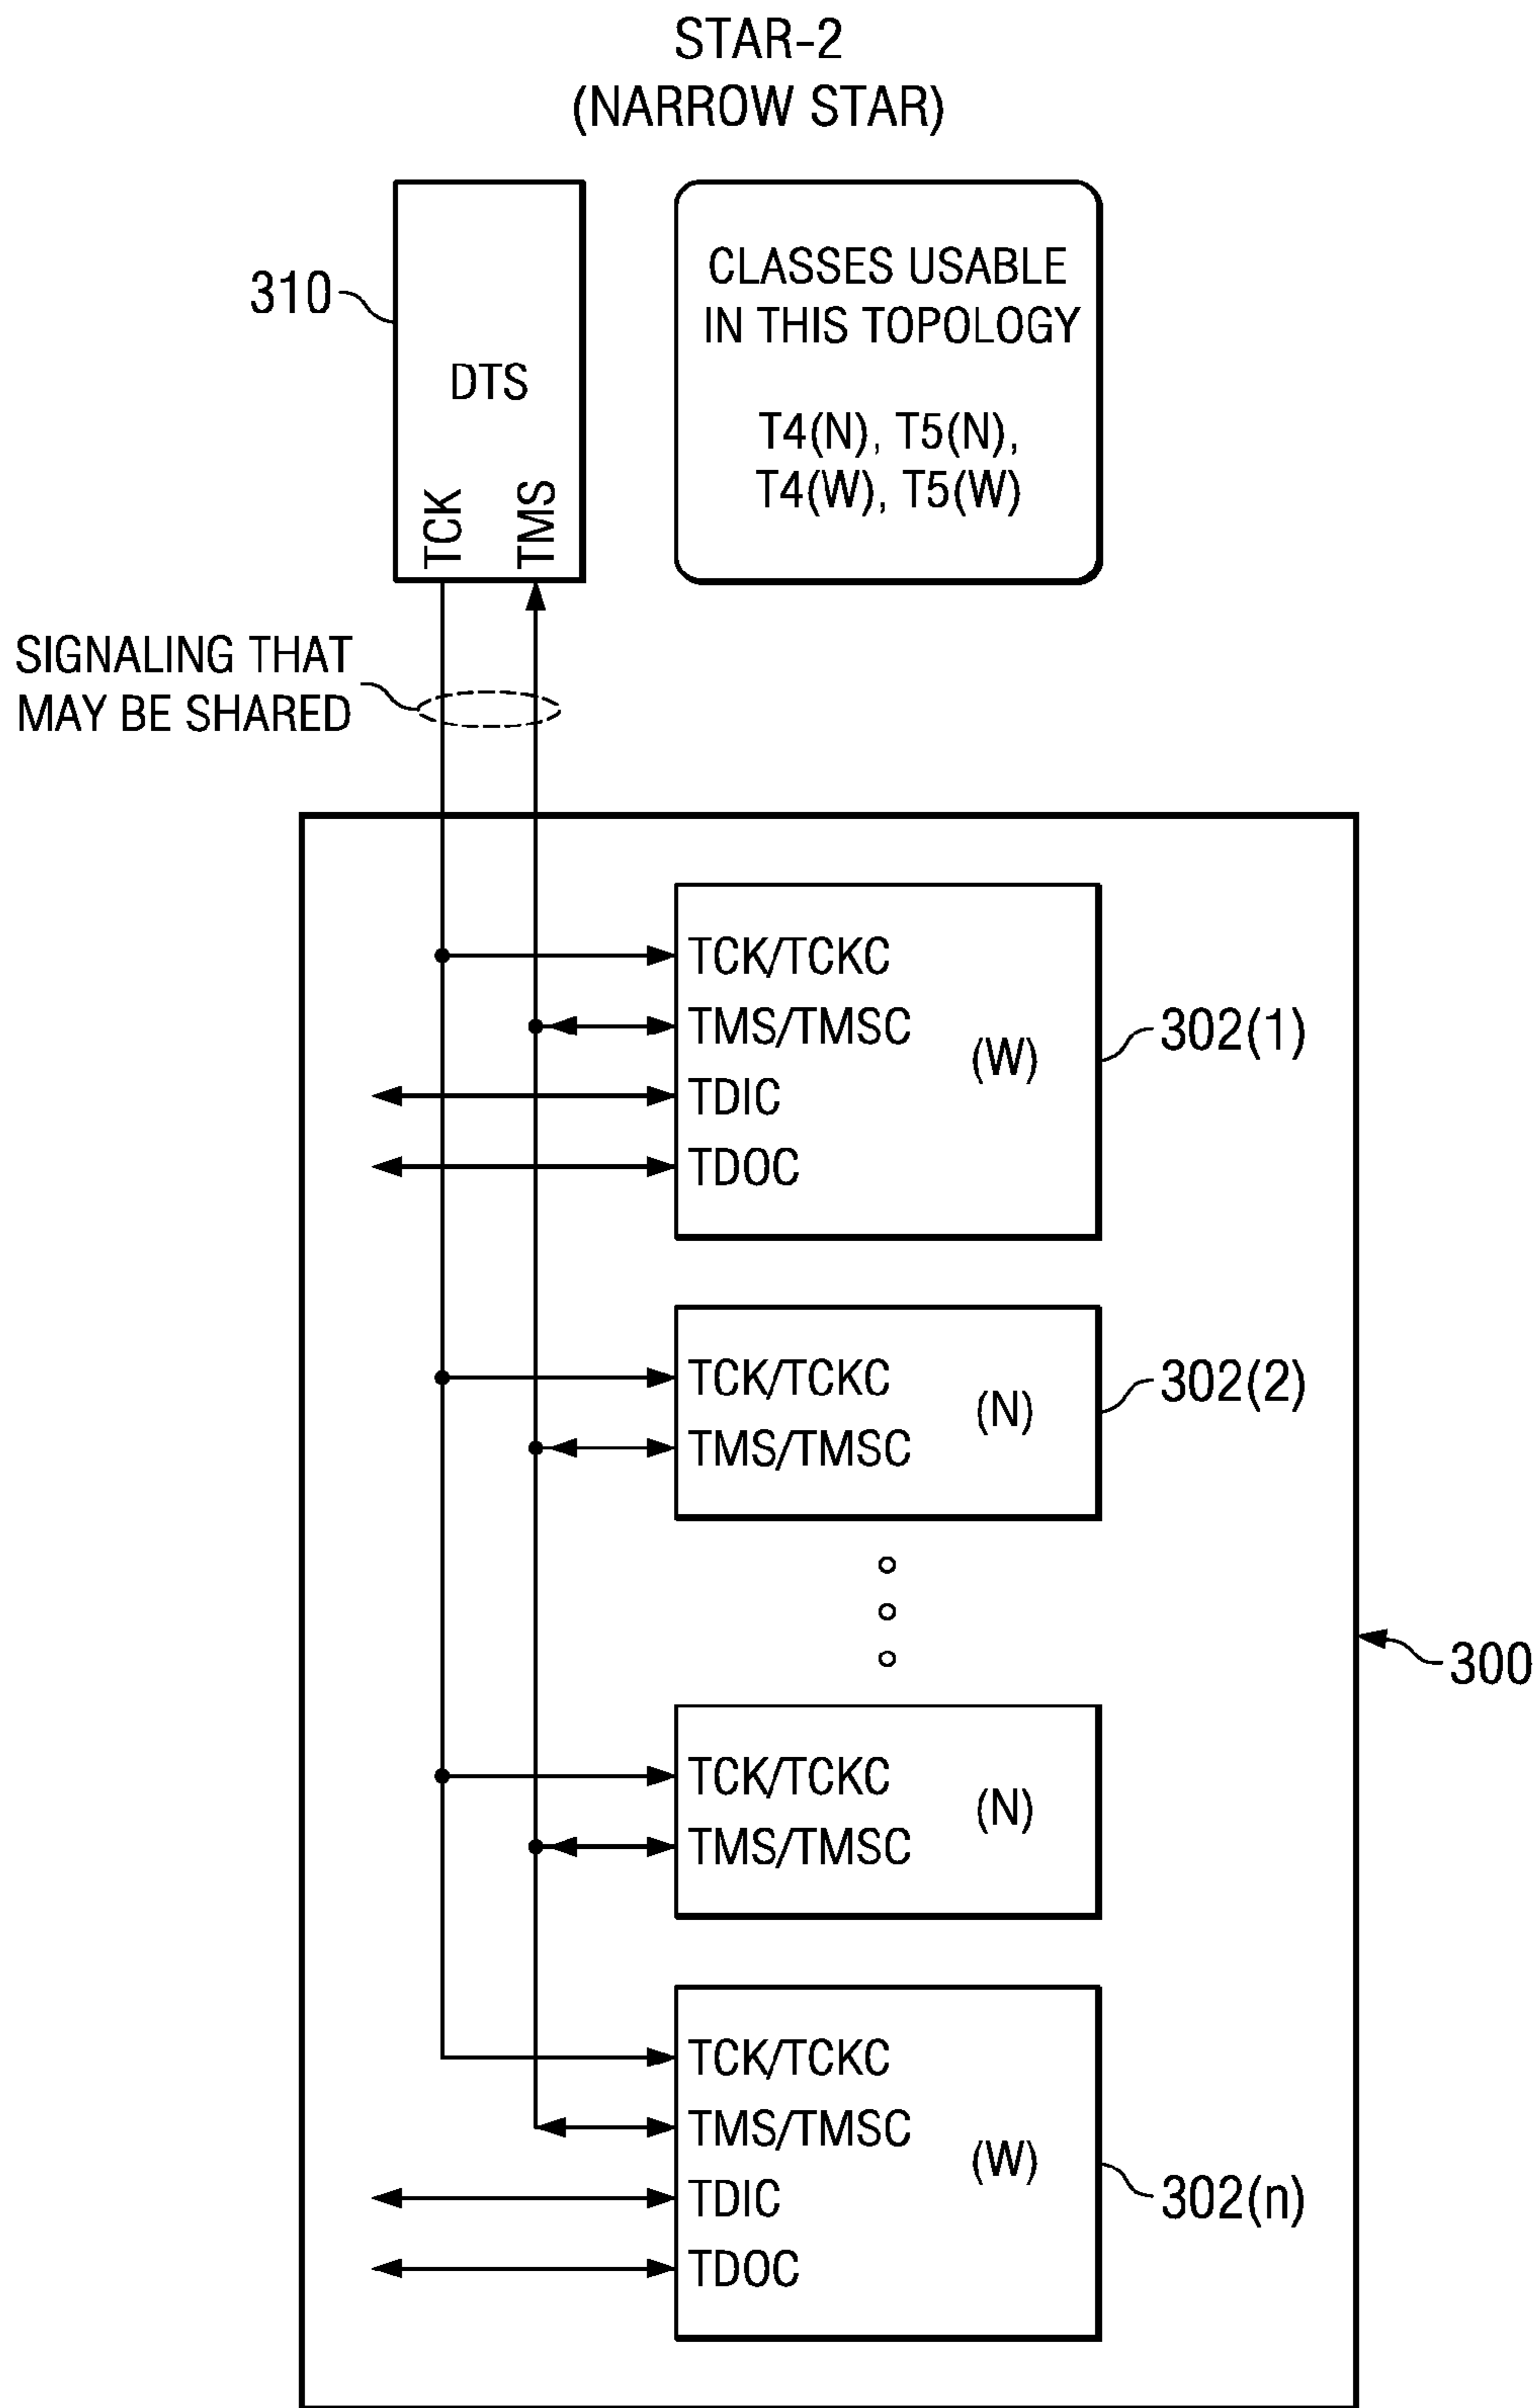 STAR-2
(NARROW STAR)
310
DTS
TCK
TMS
CLASSES USABLE
IN THIS TOPOLOGY
T4(N), T5(N),
T4(W), T5(W)
SIGNALING THAT
MAY BE SHARED
TCK/TCKC
TMS/TMSC
(W)
TDIC
TDOC
302(1)
TCK/TCKC
(N)
TMS/TMSC
302(2)
300
TCK/TCKC
(N)
TMS/TMSC
TCK/TCKC
TMS/TMSC
(W)
TDIC
TDOC
302(n)